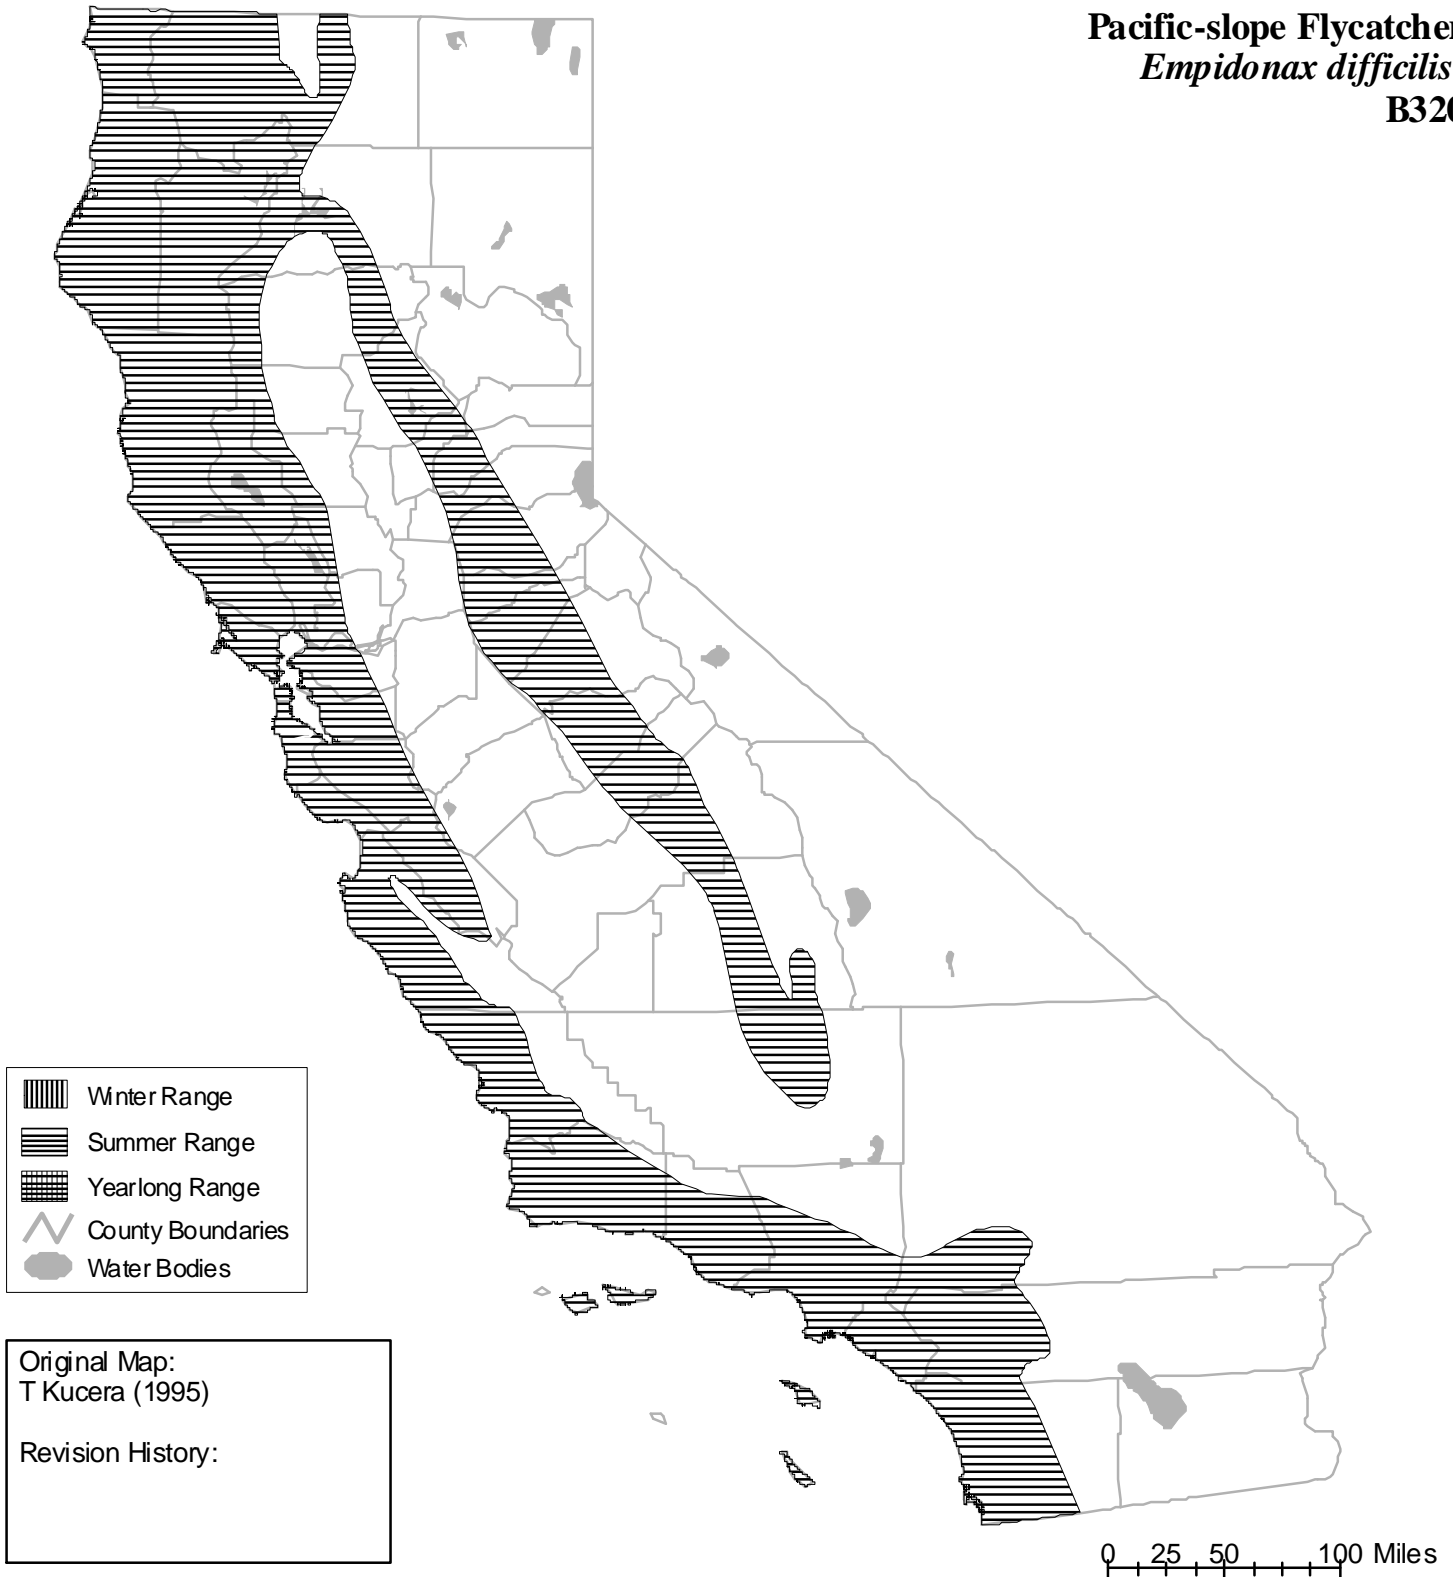 Pacific-slope Flycatcher
Empidonax difficilis
B320
Winter Range
Summer Range
Yearlong Range
County Boundaries
Water Bodies
Original Map:
T Kucera (1995)
Revision History:
0 25 50 100 Miles